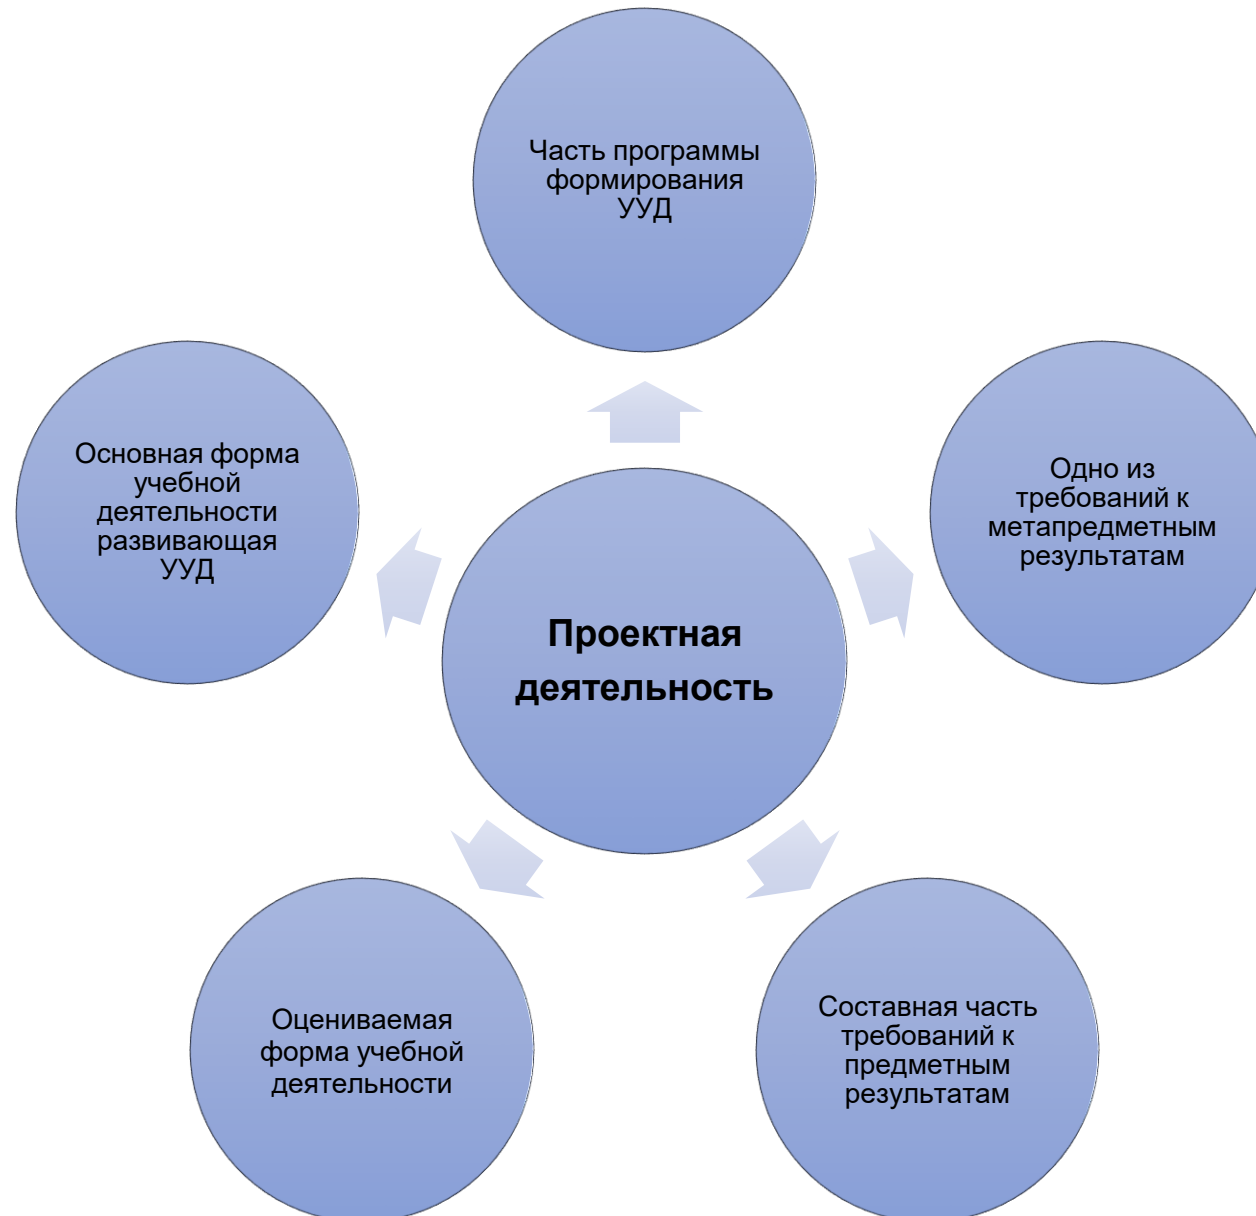 Часть программы
формирования
УУД
Основная форма
учебной
деятельности
развивающая
УУД
Одно из
требований к
метапредметным
результатам
Проектная
деятельность
Оцениваемая
форма учебной
деятельности
Составная часть
требований к
предметным
результатам